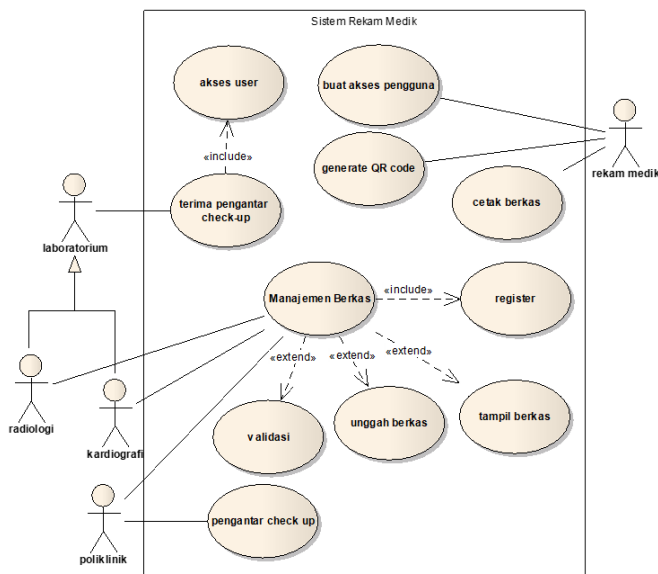 Sistem Rekam Medik
akses user
buat akses pengguna
«include»
generate QR code
rekam medik
terima pengantar
check-up
cetak berkas
laboratorium
Manajemen Berkas
«include»
register
«extend»
«extend»
«extend»
radiologi
kardiografi
validasi
unggah berkas
tampil berkas
pengantar check up
poliklinik